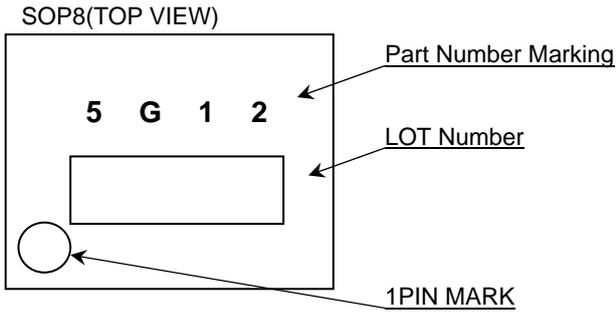 SOP8(TOP VIEW)
Part Number Marking
5 G 1 2
LOT Number
1PIN MARK